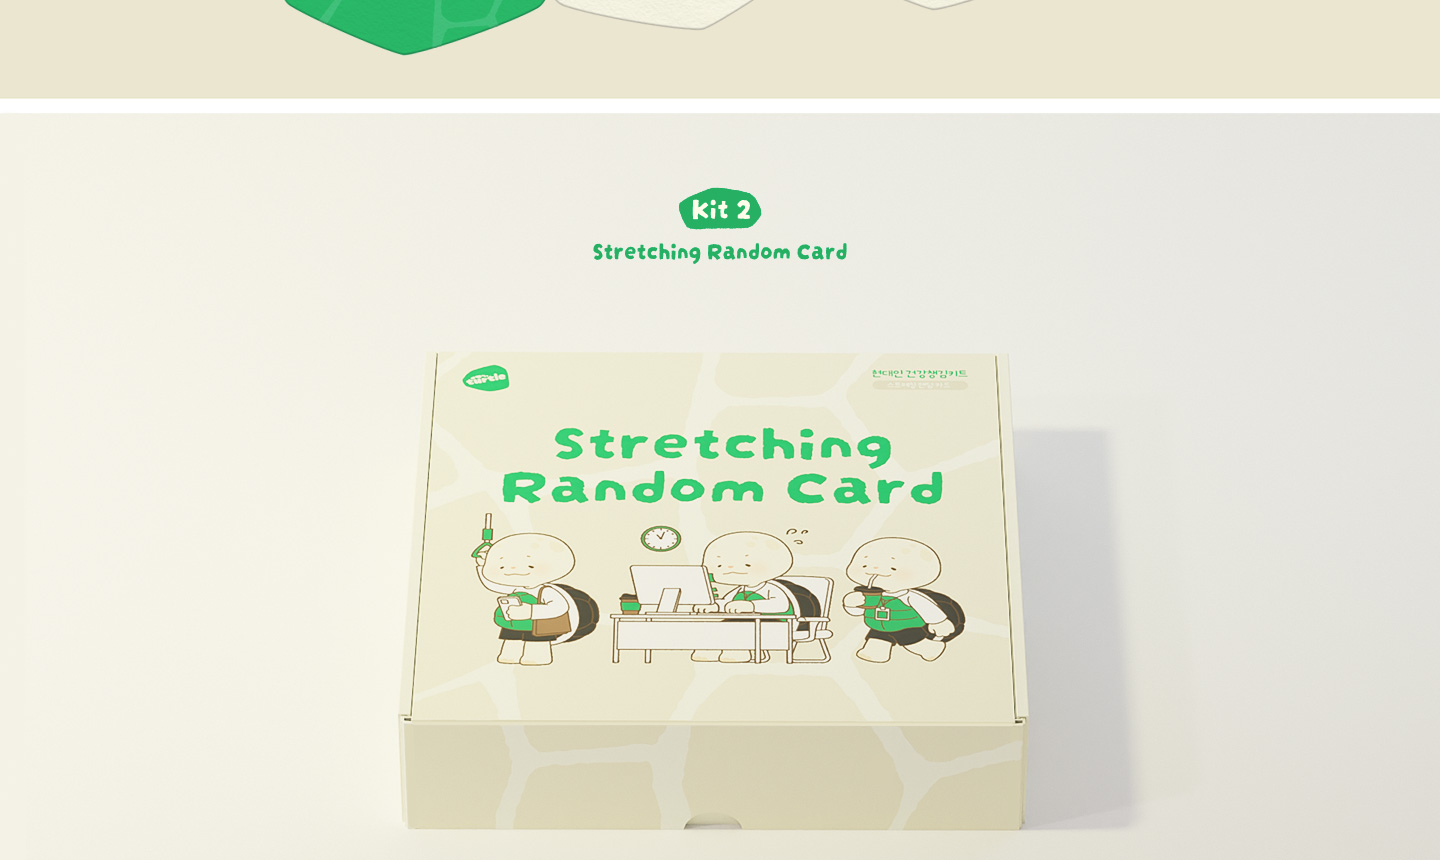 Kit 2
Stretching Random Card
turtle
현대인 건강챙김키트
Stretching
Random Card